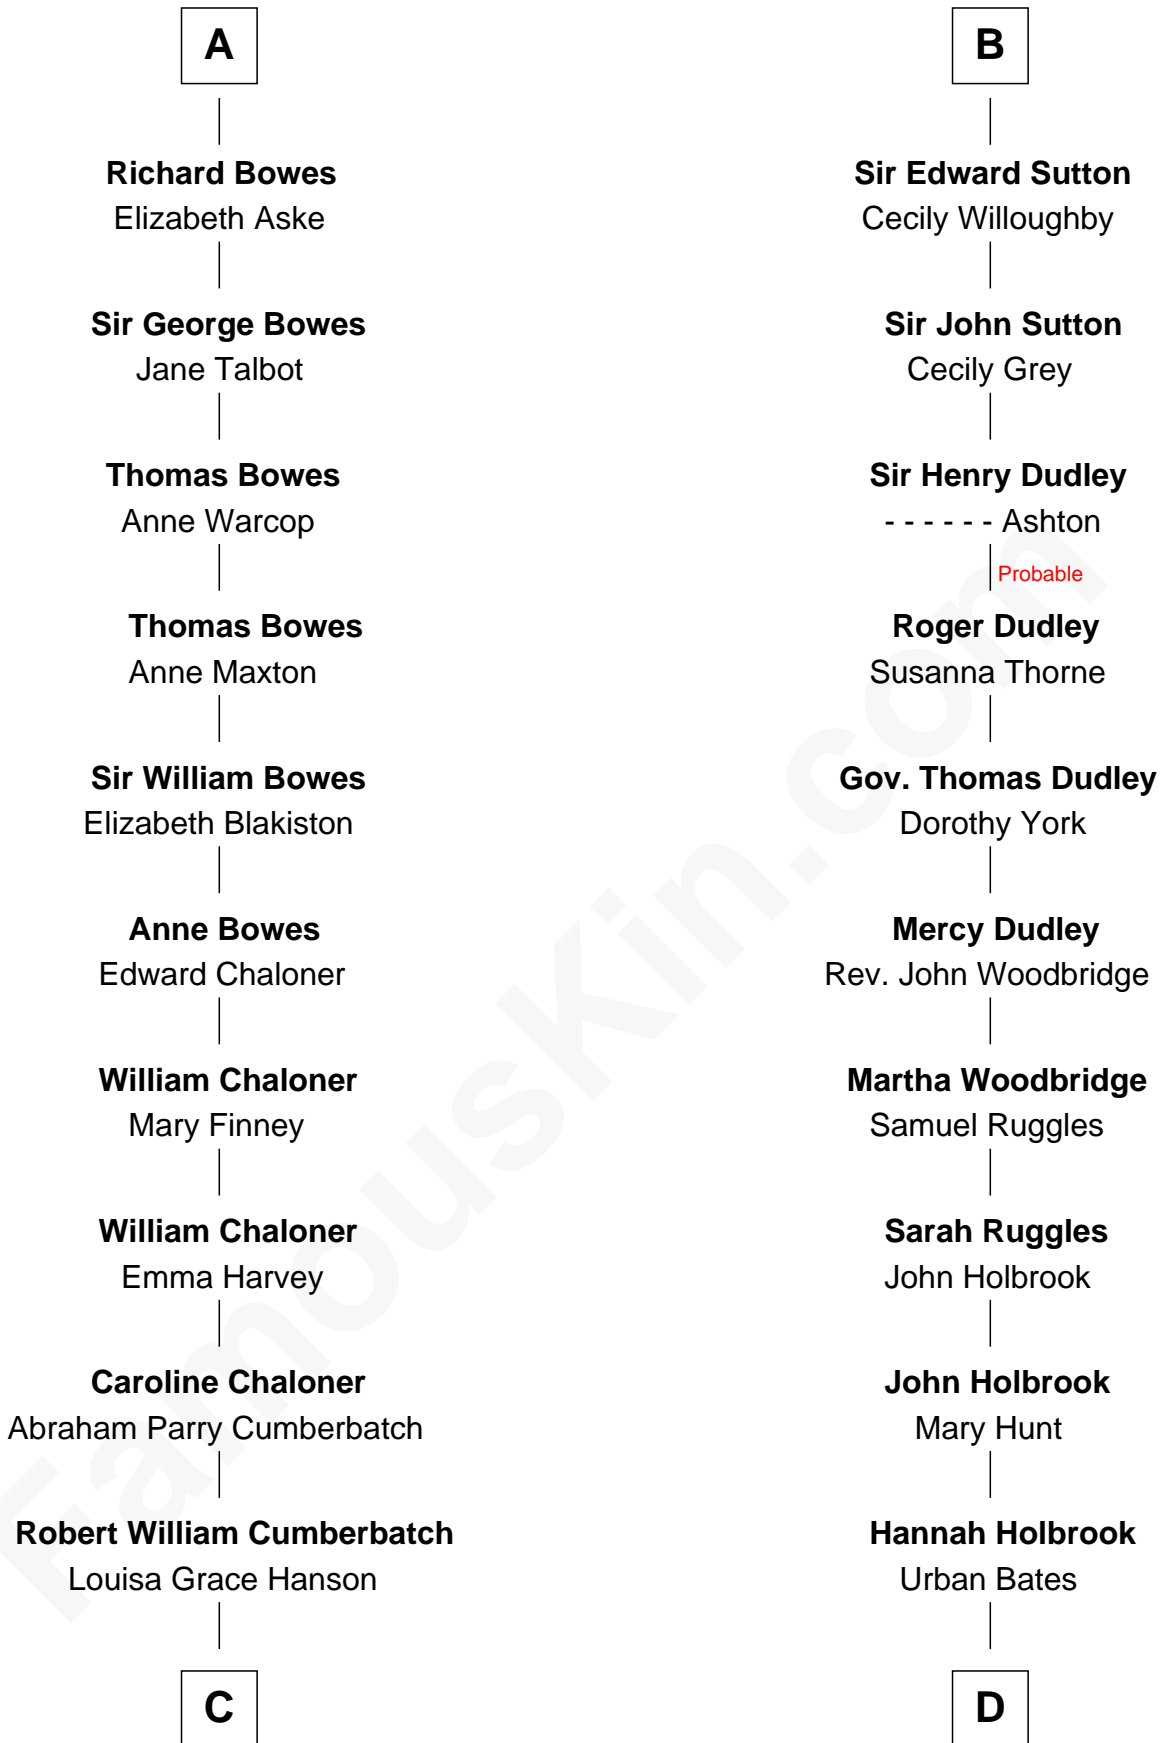 A
Richard Bowes
Elizabeth Aske
Sir George Bowes
Jane Talbot
Thomas Bowes
Anne Warcop
Thomas Bowes
Anne Maxton
Sir William Bowes
Elizabeth Blakiston
Anne Bowes
Edward Chaloner
William Chaloner
Mary Finney
William Chaloner
Emma Harvey
Caroline Chaloner
Abraham Parry Cumberbatch
Robert William Cumberbatch
Louisa Grace Hanson
C
B
Sir Edward Sutton
Cecily Willoughby
Sir John Sutton
Cecily Grey
Sir Henry Dudley
- - - - - - Ashton
Probable
Roger Dudley
Susanna Thorne
Gov. Thomas Dudley
Dorothy York
Mercy Dudley
Rev. John Woodbridge
Martha Woodbridge
Samuel Ruggles
Sarah Ruggles
John Holbrook
John Holbrook
Mary Hunt
Hannah Holbrook
Urban Bates
D
FamousKin.com